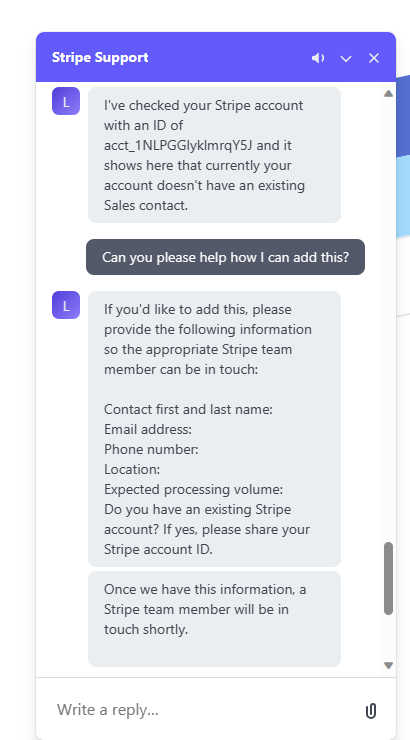 Stripe Support
L
I've checked your Stripe account
with an ID of
acct_1NLPGGIyklmrqY5J and it
shows here that currently your
account doesn't have an existing
Sales contact.
Can you please help how I can add this?
L
If you'd like to add this, please
provide the following information
so the appropriate Stripe team
member can be in touch:
Contact first and last name:
Email address:
Phone number:
Location:
Expected processing volume:
Do you have an existing Stripe
account? If yes, please share your
Stripe account ID.
Once we have this information, a
Stripe team member will be in
touch shortly.
Write a reply...